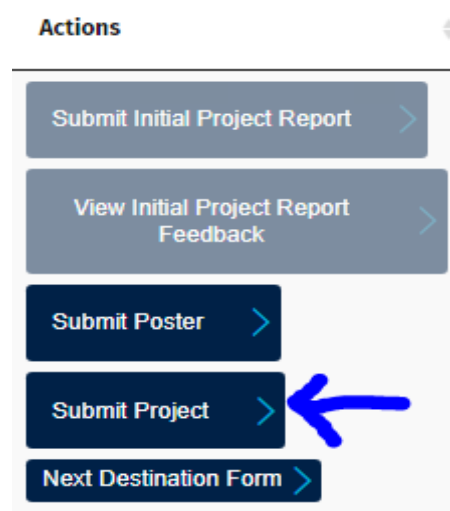 Actions
Submit Initial Project Report
View Initial Project Report
Feedback
Submit Poster
Submit Project
Next Destination Form